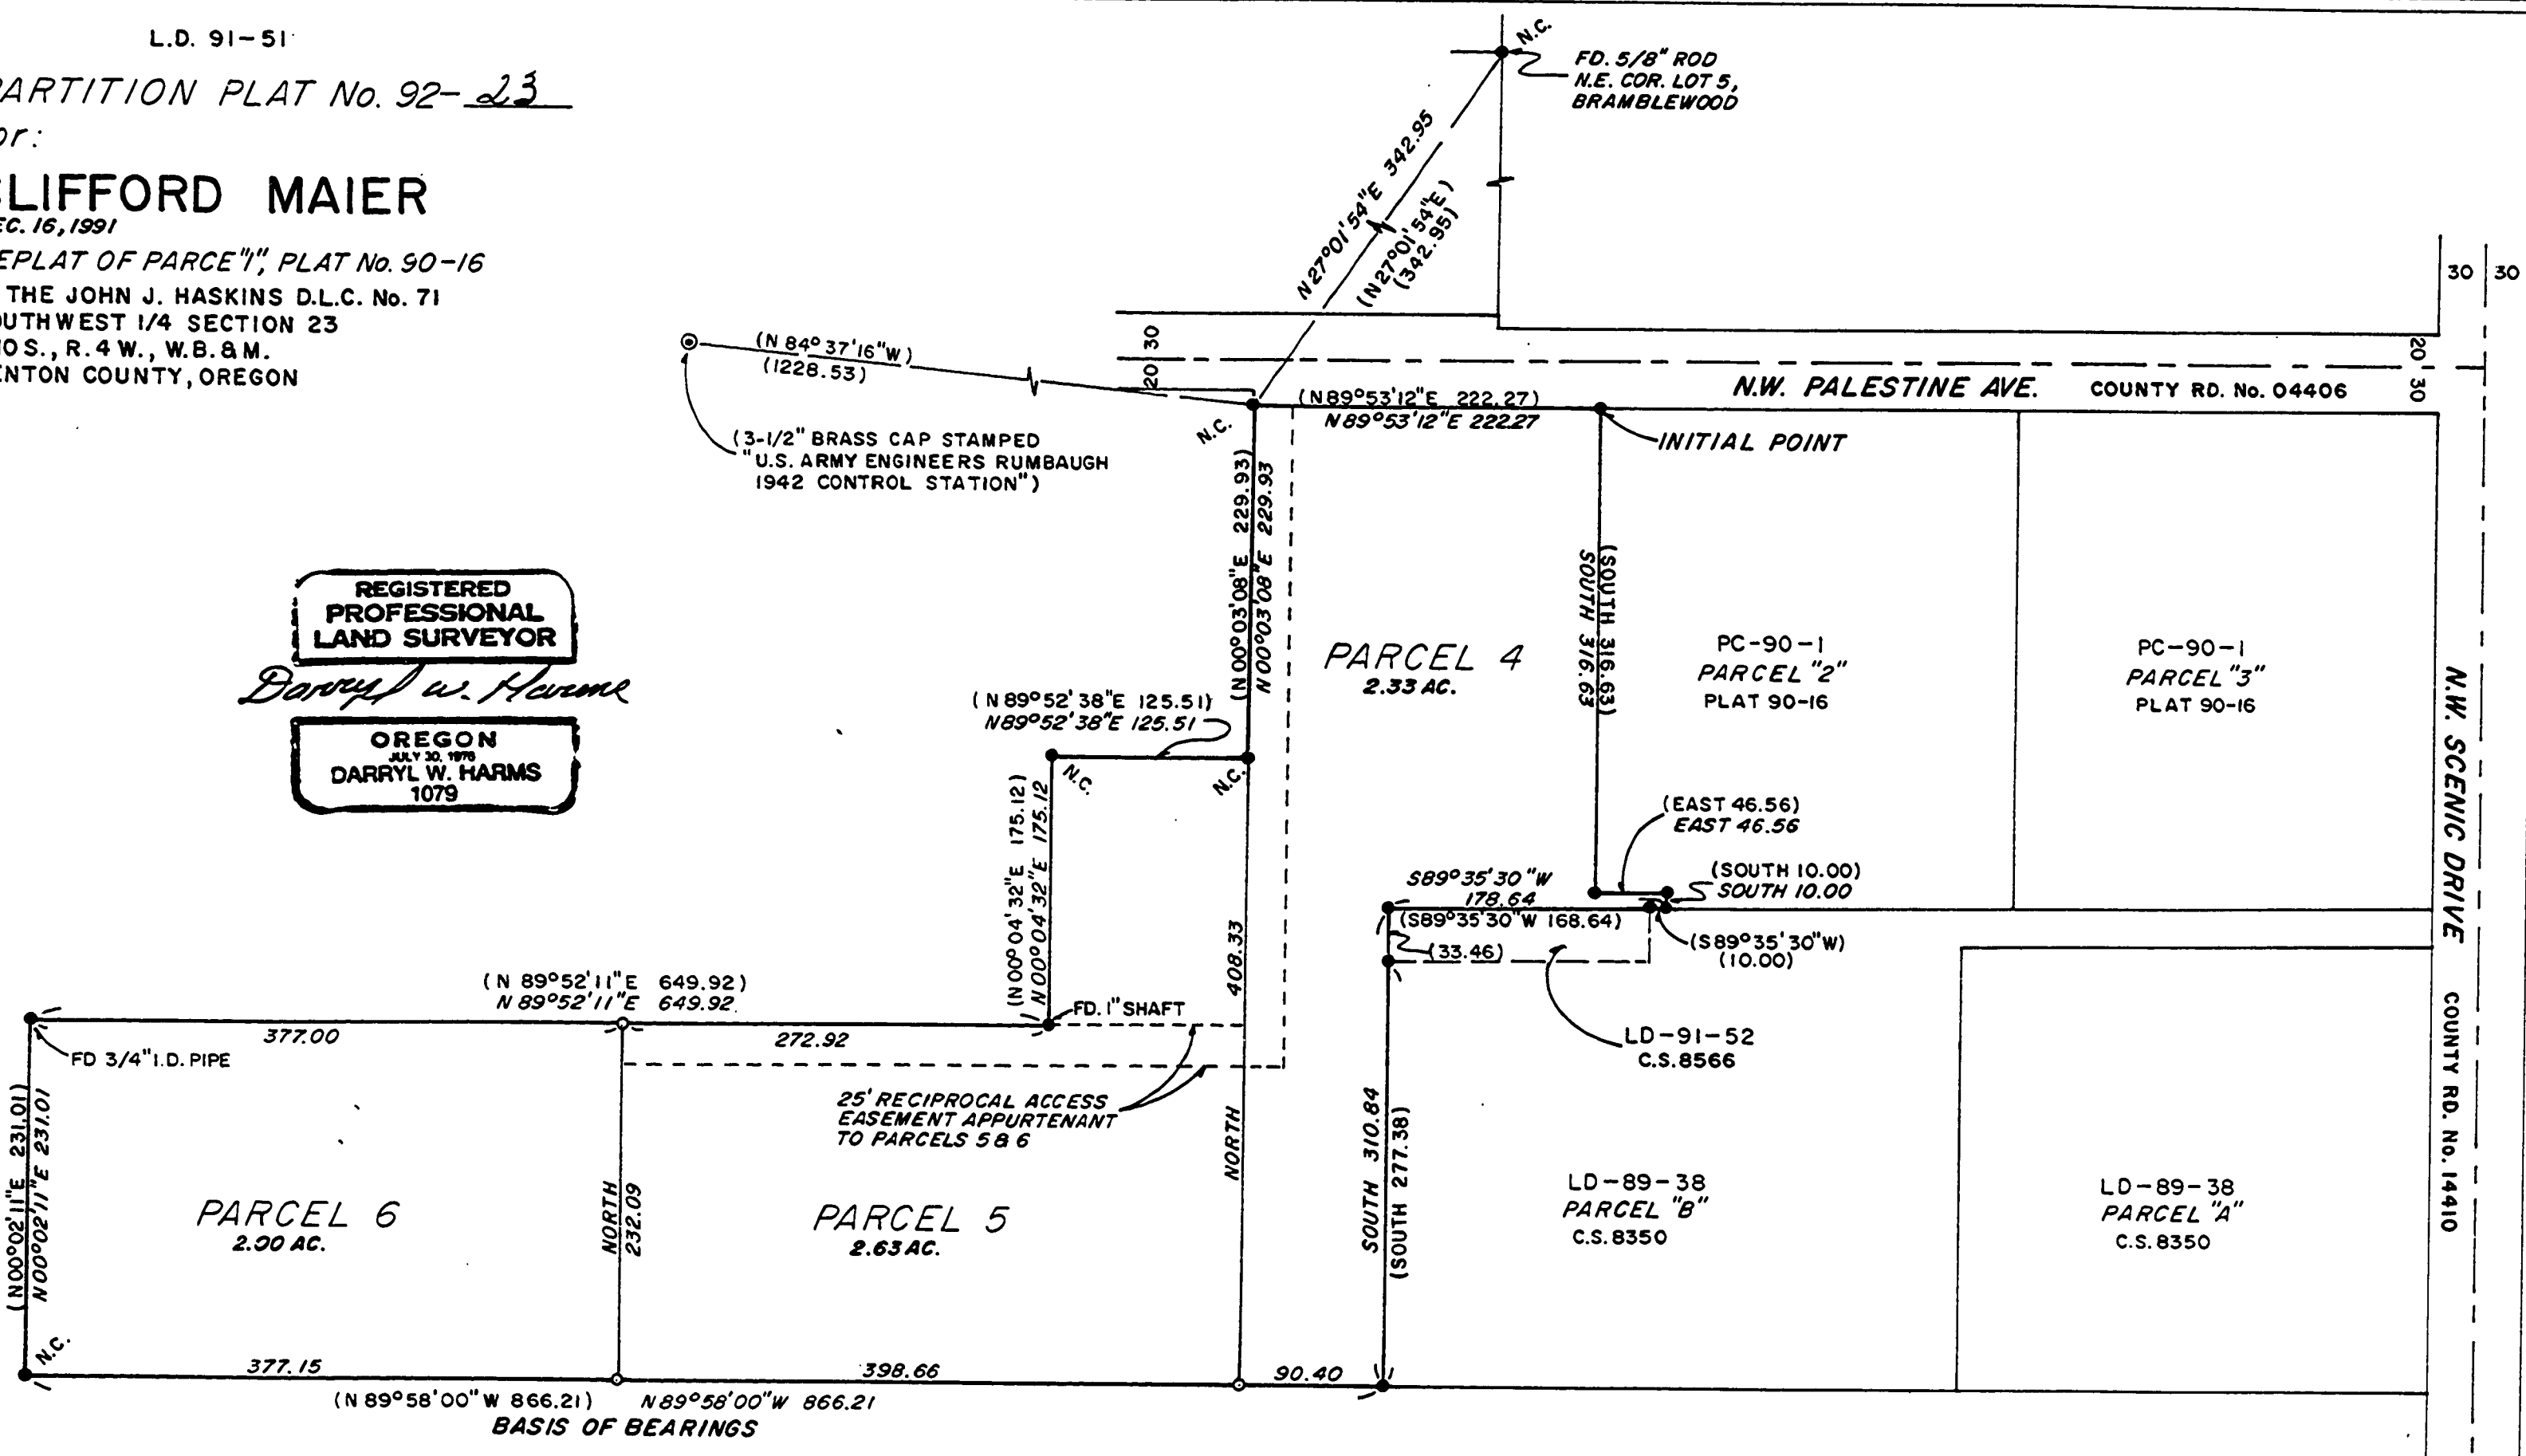 L.D. 91-51
PARTITION PLAT No. 92-23
or:
CLIFFORD MAIER
EC. 16, 1991
EPLAT OF PARCE "1", PLAT No. 90-16
THE JOHN J. HASKINS D.L.C. No. 71
OUTHWEST 1/4 SECTION 23
10 S., R. 4 W., W.B. & M.
ENTON COUNTY, OREGON
N.C.
FD. 5/8" ROD
N.E. COR. LOT 5,
BRAMBLEWOOD
N27°01'54"E 342.95
(N27°01'54"E)
(342.95)
30 30
(N 84°37'16"W)
(1228.53)
20 30
20 30
N.W. PALESTINE AVE. COUNTY RD. No. 04406
(3-1/2" BRASS CAP STAMPED
"U.S. ARMY ENGINEERS RUMBAUGH
1942 CONTROL STATION")
N.C.
(N89°53'12"E 222.27)
N89°53'12"E 222.27
INITIAL POINT
(N00°03'08"E 229.93)
N00°03'08"E 229.93
REGISTERED
PROFESSIONAL
LAND SURVEYOR
Darryl W. Harms
OREGON
JULY 30, 1976
DARRYL W. HARMS
1079
PARCEL 4
2.33 AC.
(SOUTH 316.63)
SOUTH 316.63
PC-90-1
PARCEL "2"
PLAT 90-16
PC-90-1
PARCEL "3"
PLAT 90-16
N.W. SCENIC DRIVE COUNTY RD. No. 14410
(N89°52'38"E 125.51)
N89°52'38"E 125.51
N.C.
N.C.
(N00°04'32"E 175.12)
N00°04'32"E 175.12
(EAST 46.56)
EAST 46.56
(SOUTH 10.00)
SOUTH 10.00
S89°35'30"W
178.64
(S89°35'30"W 168.64)
(33.46)
(S89°35'30"W)
(10.00)
LD-91-52
C.S.8566
(N 89°52'11"E 649.92)
N 89°52'11"E 649.92
FD. 1" SHAFT
377.00
272.92
FD 3/4" I.D. PIPE
25' RECIPROCAL ACCESS
EASEMENT APPURTENANT
TO PARCELS 5 & 6
NORTH 408.33
SOUTH 310.84
(SOUTH 277.38)
(N00°02'11"E 231.01)
N00°02'11"E 231.01
PARCEL 6
2.00 AC.
NORTH
232.09
PARCEL 5
2.63 AC.
LD-89-38
PARCEL "B"
C.S.8350
LD-89-38
PARCEL "A"
C.S.8350
N.C.
377.15
398.66
90.40
(N 89°58'00"W 866.21) N89°58'00"W 866.21
BASIS OF BEARINGS